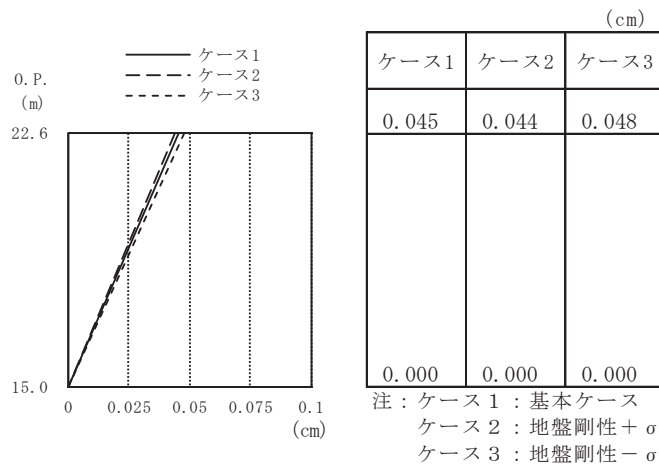 (cm)
ケース1
ケース2
ケース3
O.P.
(m)
22.6
15.0
0 0.025 0.05 0.075 0.1
(cm)
ケース1 ケース2 ケース3
0.045 0.044 0.048
0.000 0.000 0.000
注：ケース１：基本ケース
ケース２：地盤剛性＋σ
ケース３：地盤剛性－σ